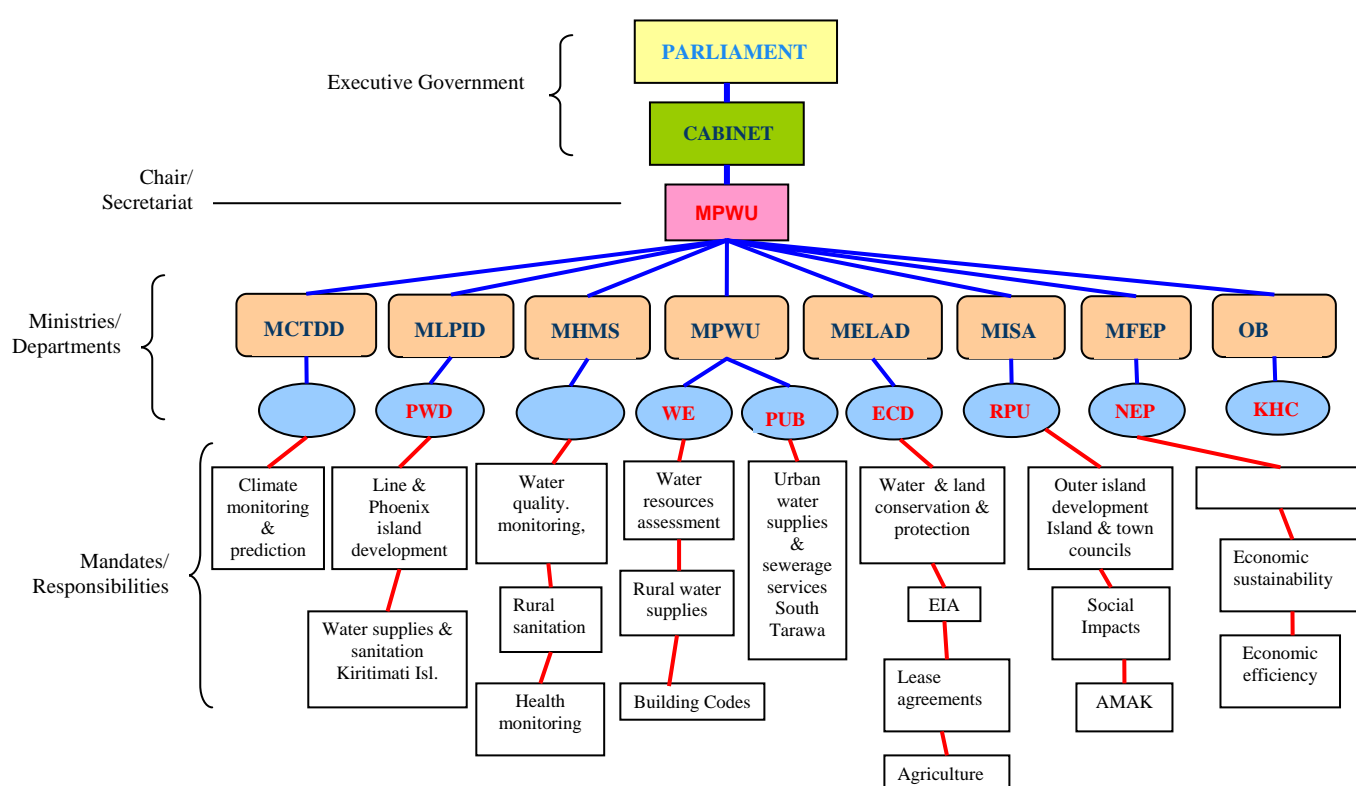 PARLIAMENT
Executive Government
CABINET
Chair/
Secretariat
MPWU
Ministries/
Departments
MCTDD
MLPID
MHMS
MPWU
MELAD
MISA
MFEP
OB
PWD
WE
PUB
ECD
RPU
NEP
KHC
Mandates/
Responsibilities
Climate
monitoring
&
prediction
Line &
Phoenix
island
development
Water supplies &
sanitation
Kiritimati Isl.
Water
quality.
monitoring,
Rural
sanitation
Health
monitoring
Water
resources
assessment
Rural water
supplies
Building Codes
Urban
water
supplies
&
sewerage
services
South
Tarawa
Water & land
conservation &
protection
EIA
Lease
agreements
Agriculture
Outer island
development
Island & town
councils
Social
Impacts
AMAK
Economic
sustainability
Economic
efficiency